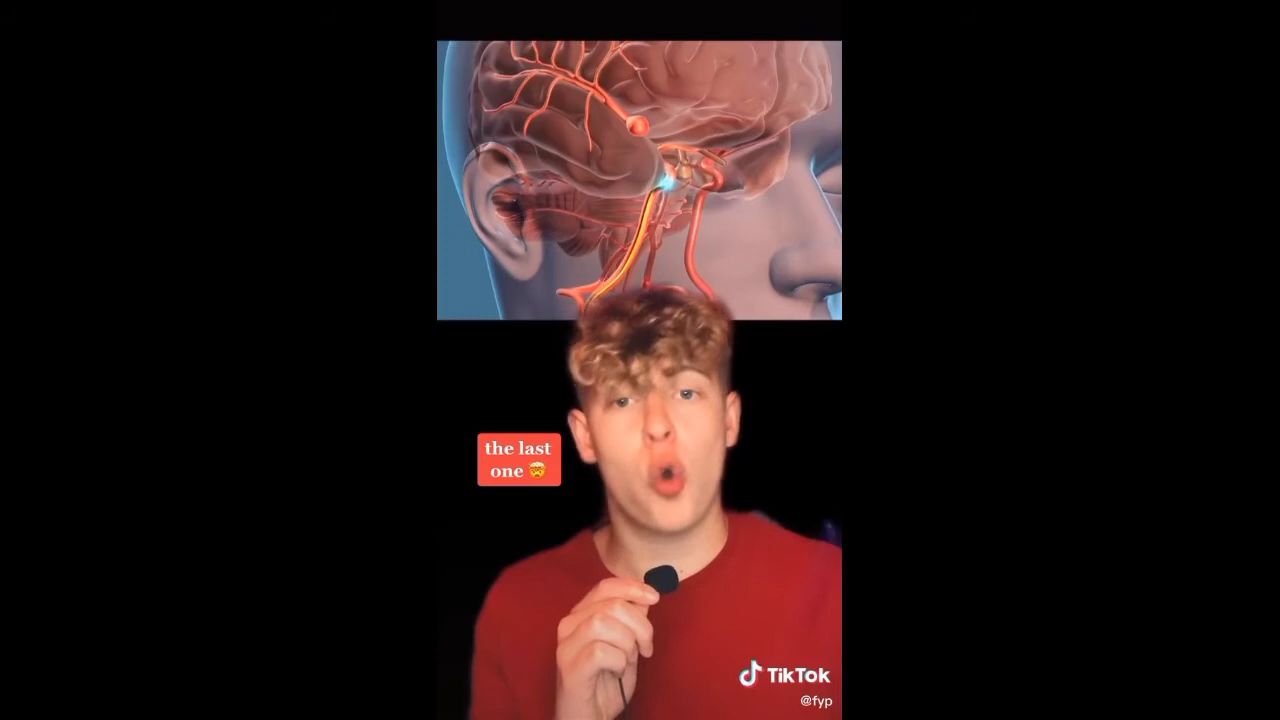 the last
one 🤯
TikTok
@fyp